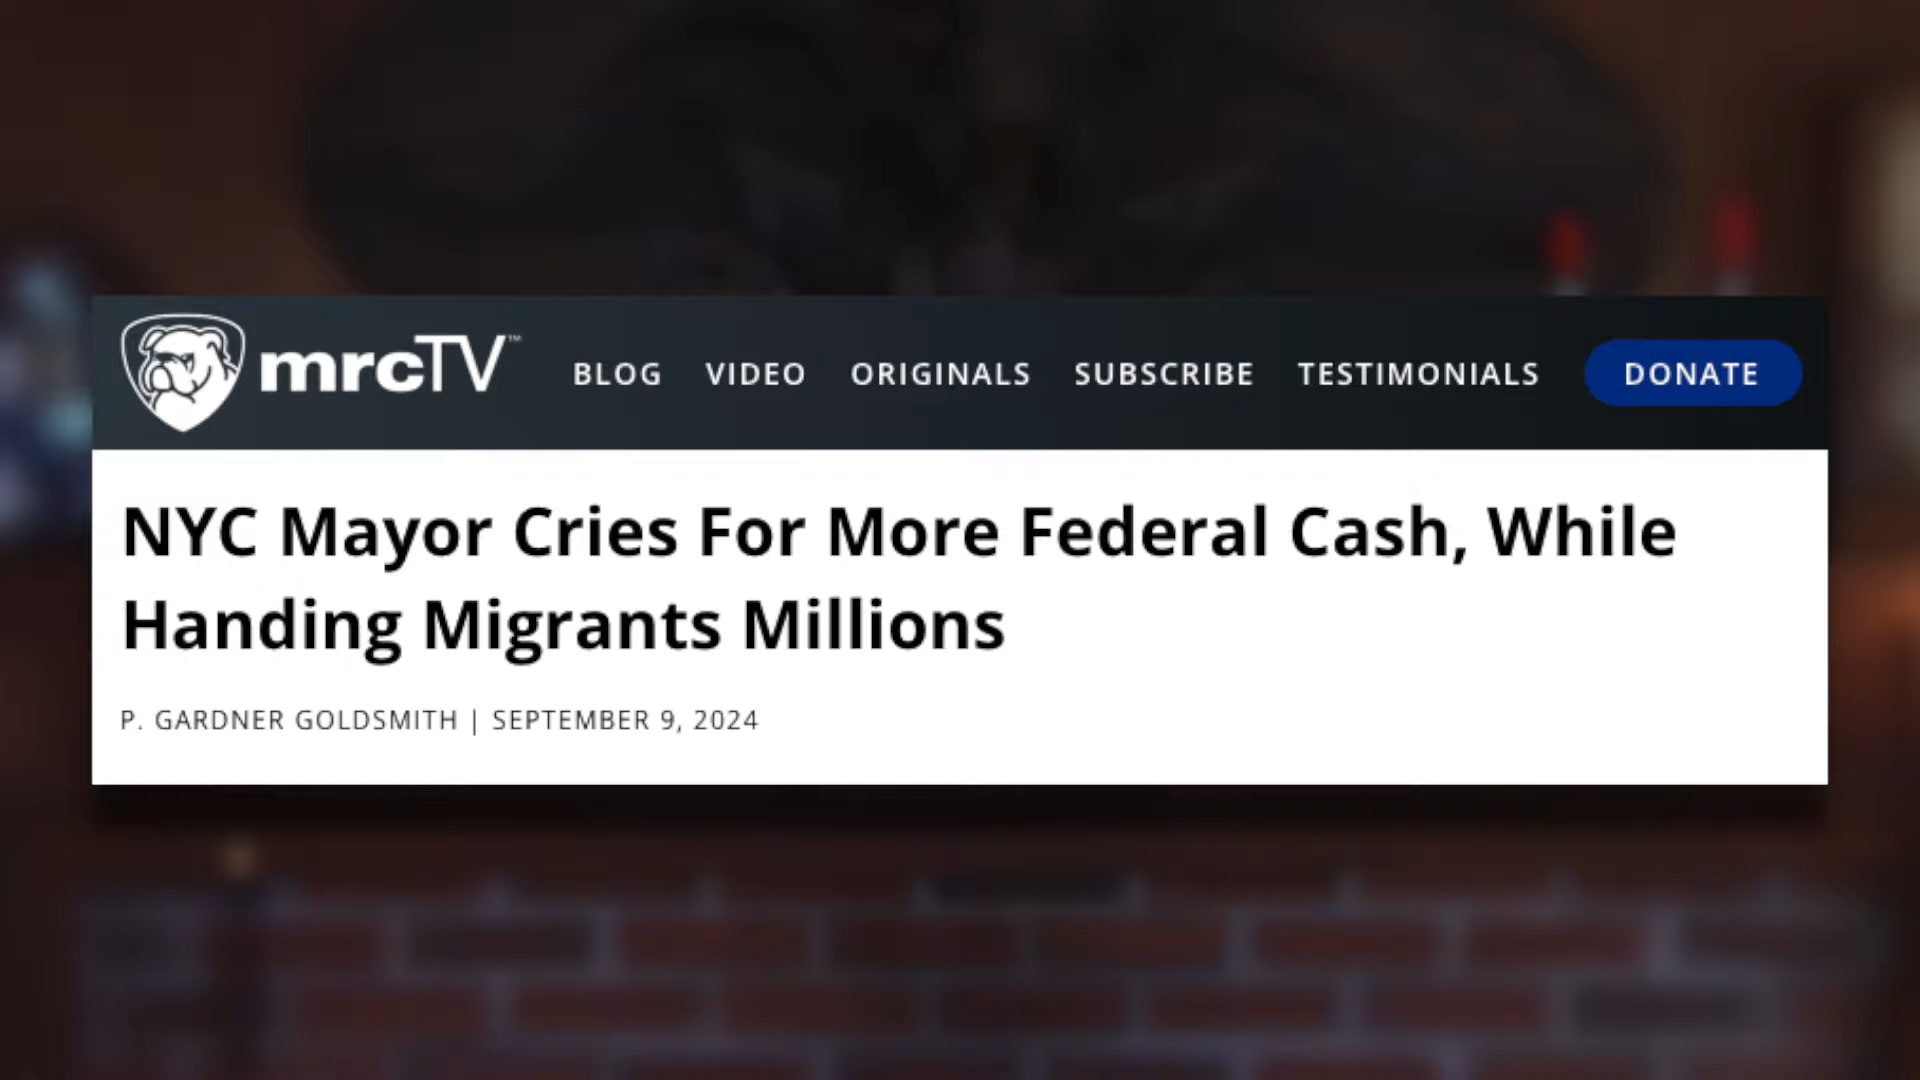 mrcTV™ BLOG VIDEO ORIGINALS SUBSCRIBE TESTIMONIALS DONATE
NYC Mayor Cries For More Federal Cash, While
Handing Migrants Millions
P. GARDNER GOLDSMITH | SEPTEMBER 9, 2024